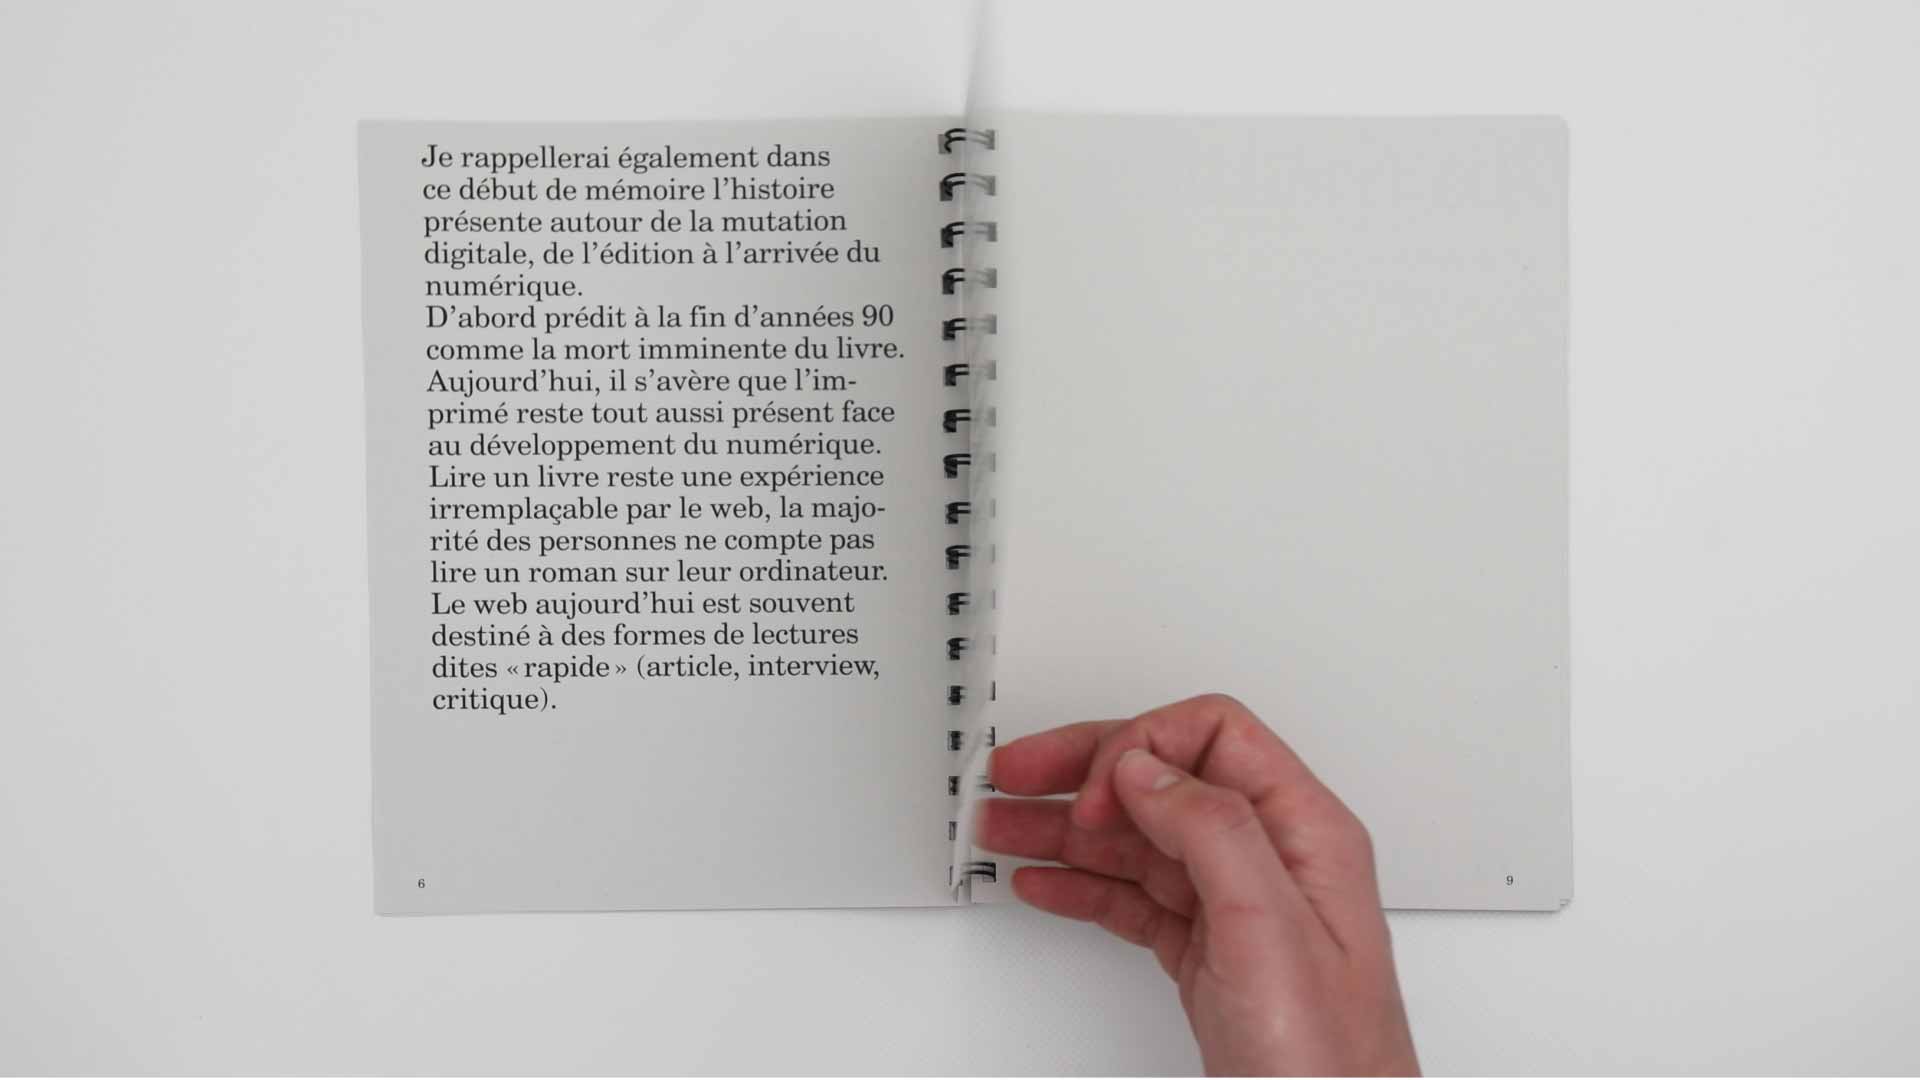 Je rappellerai également dans
ce début de mémoire l’histoire
présente autour de la mutation
digitale, de l’édition à l’arrivée du
numérique.
D’abord prédit à la fin d’années 90
comme la mort imminente du livre.
Aujourd’hui, il s’avère que l’im-
primé reste tout aussi présent face
au développement du numérique.
Lire un livre reste une expérience
irremplaçable par le web, la majo-
rité des personnes ne compte pas
lire un roman sur leur ordinateur.
Le web aujourd’hui est souvent
destiné à des formes de lectures
dites « rapide » (article, interview,
critique).
6
9